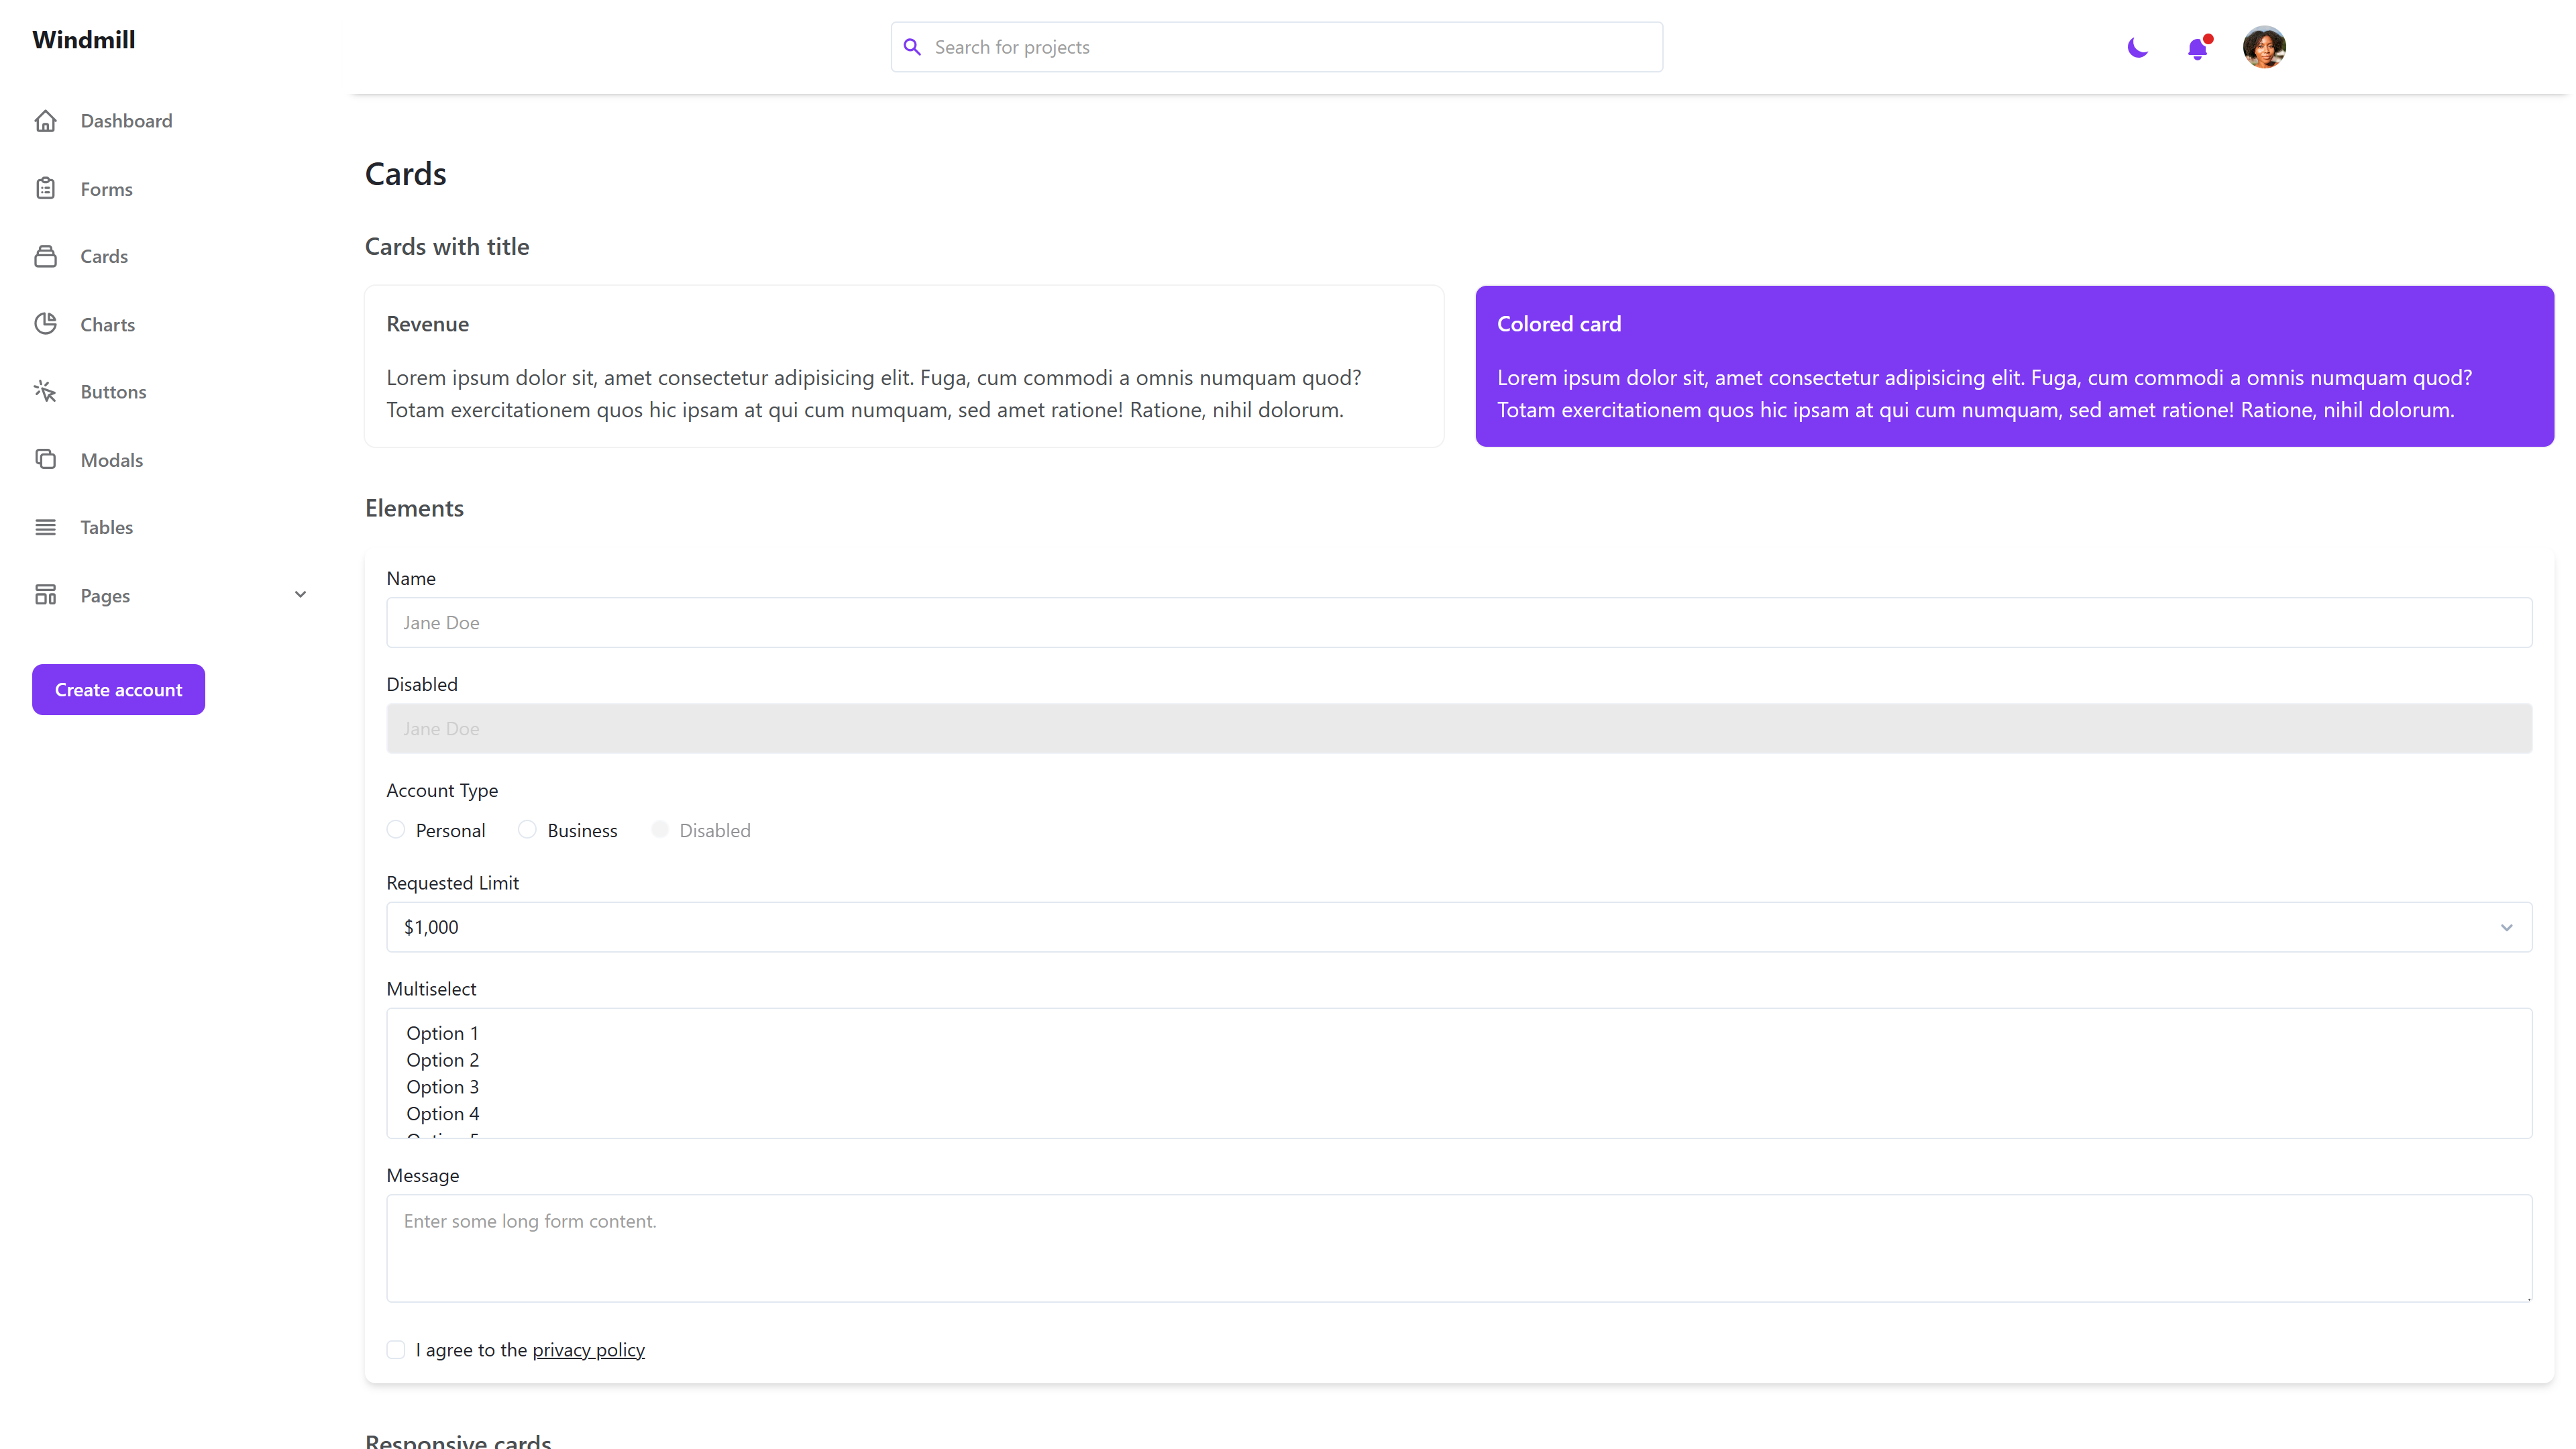 Windmill
Search for projects
Dashboard
Forms
Cards
Charts
Buttons
Modals
Tables
Pages
Create account
Cards
Cards with title
Revenue
Lorem ipsum dolor sit, amet consectetur adipisicing elit. Fuga, cum commodi a omnis numquam quod?
Totam exercitationem quos hic ipsam at qui cum numquam, sed amet ratione! Ratione, nihil dolorum.
Colored card
Lorem ipsum dolor sit, amet consectetur adipisicing elit. Fuga, cum commodi a omnis numquam quod?
Totam exercitationem quos hic ipsam at qui cum numquam, sed amet ratione! Ratione, nihil dolorum.
Elements
Name
Jane Doe
Disabled
Jane Doe
Account Type
Personal
Business
Disabled
Requested Limit
$1,000
Multiselect
Option 1
Option 2
Option 3
Option 4
Option 5
Message
Enter some long form content.
I agree to the privacy policy
Responsive cards